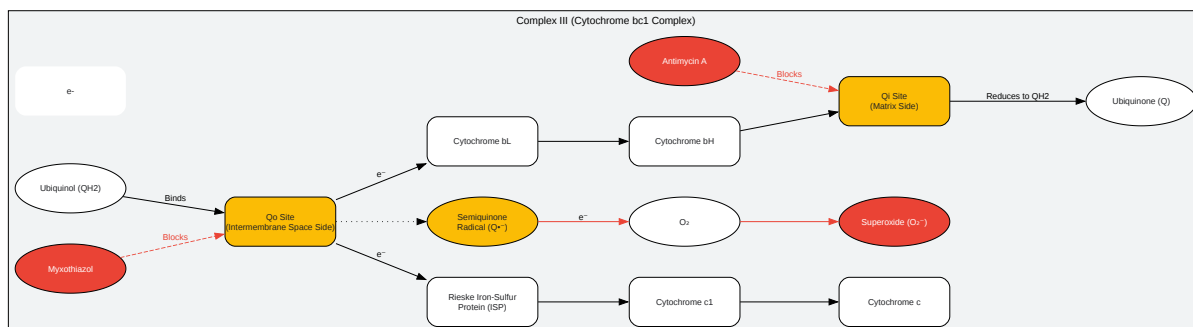 Complex III (Cytochrome bc1 Complex)
Antimycin A
Blocks
e-
Qi Site
(Matrix Side)
Reduces to QH2
Ubiquinone (Q)
Cytochrome bL
Cytochrome bH
e⁻
Ubiquinol (QH2)
Binds
Qo Site
(Intermembrane Space Side)
Semiquinone
Radical (Q•⁻)
e⁻
O₂
Superoxide (O₂⁻)
Blocks
Myxothiazol
e⁻
Rieske Iron-Sulfur
Protein (ISP)
Cytochrome c1
Cytochrome c